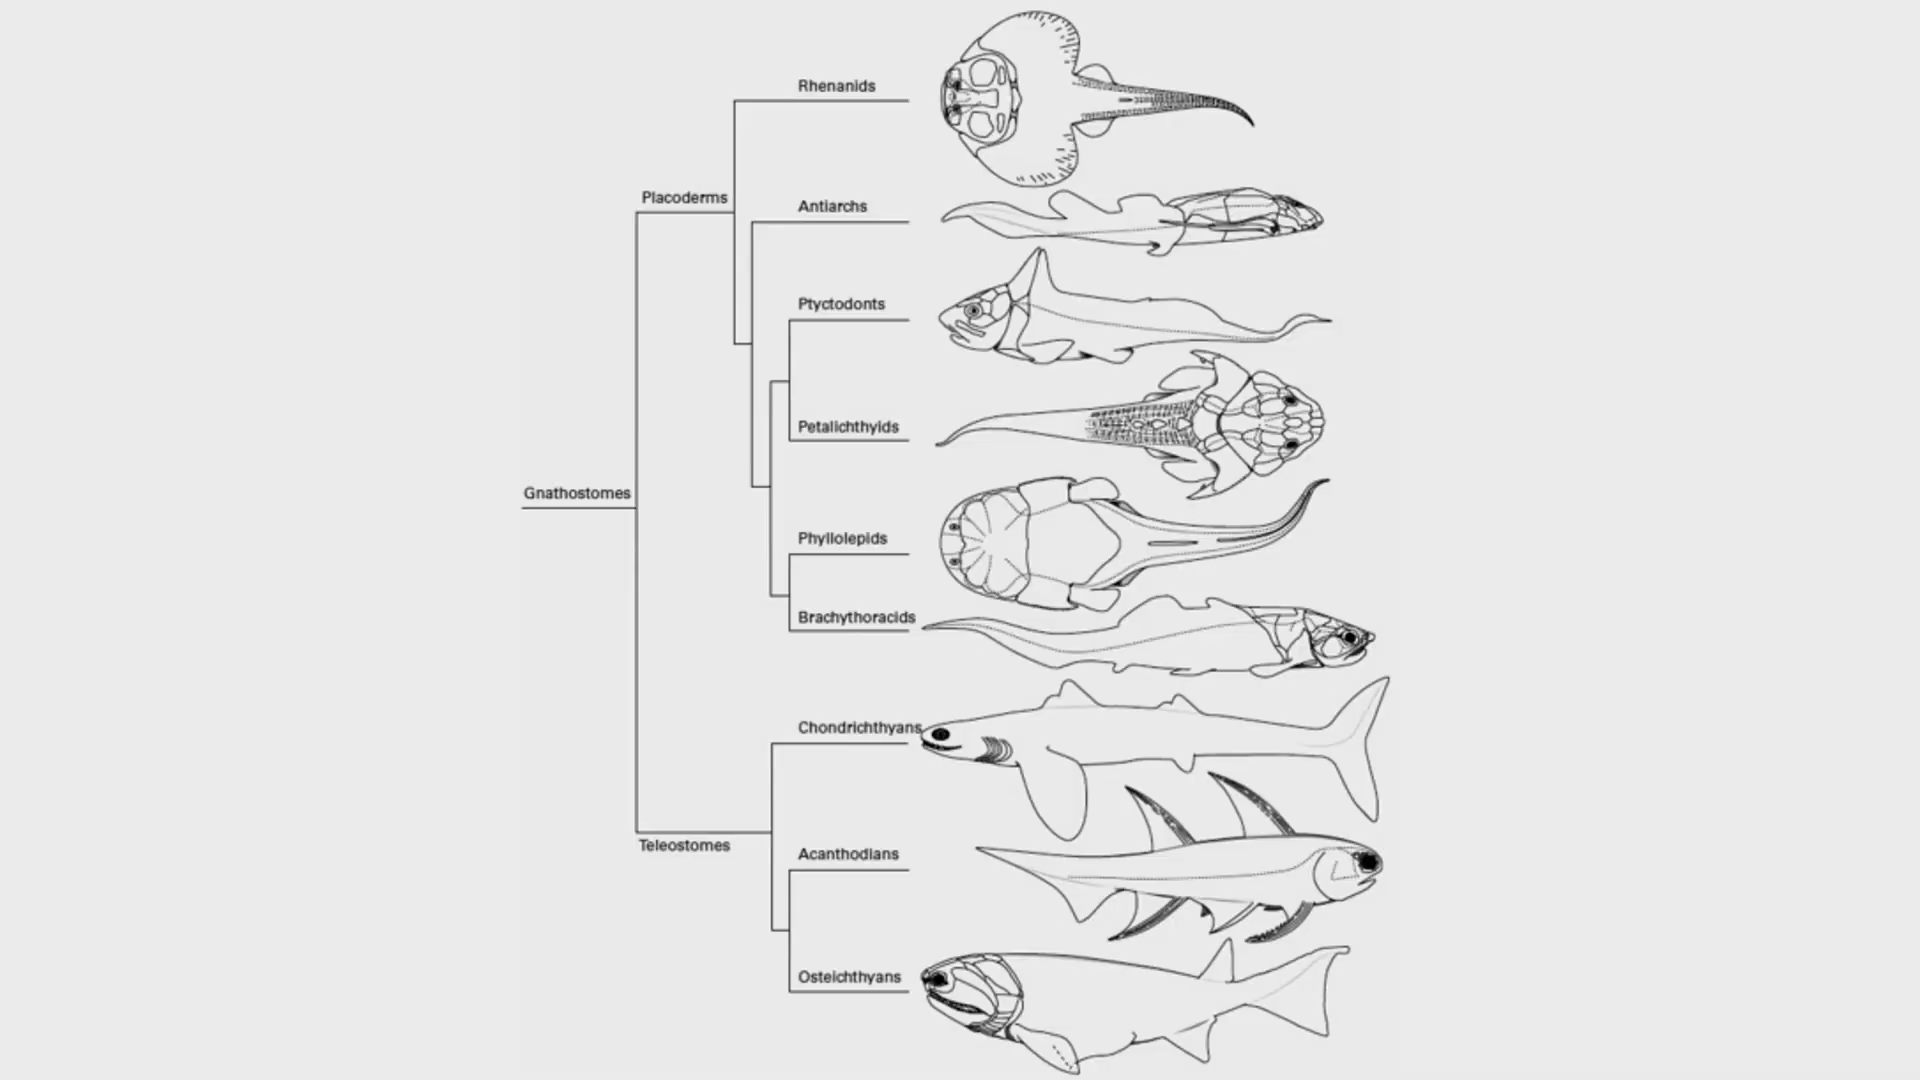 Rhenanids
Placoderms
Antiarchs
Ptyctodonts
Petalichthyids
Gnathostomes
Phyllolepids
Brachythoracids
Chondrichthyans
Teleostomes
Acanthodians
Osteichthyans